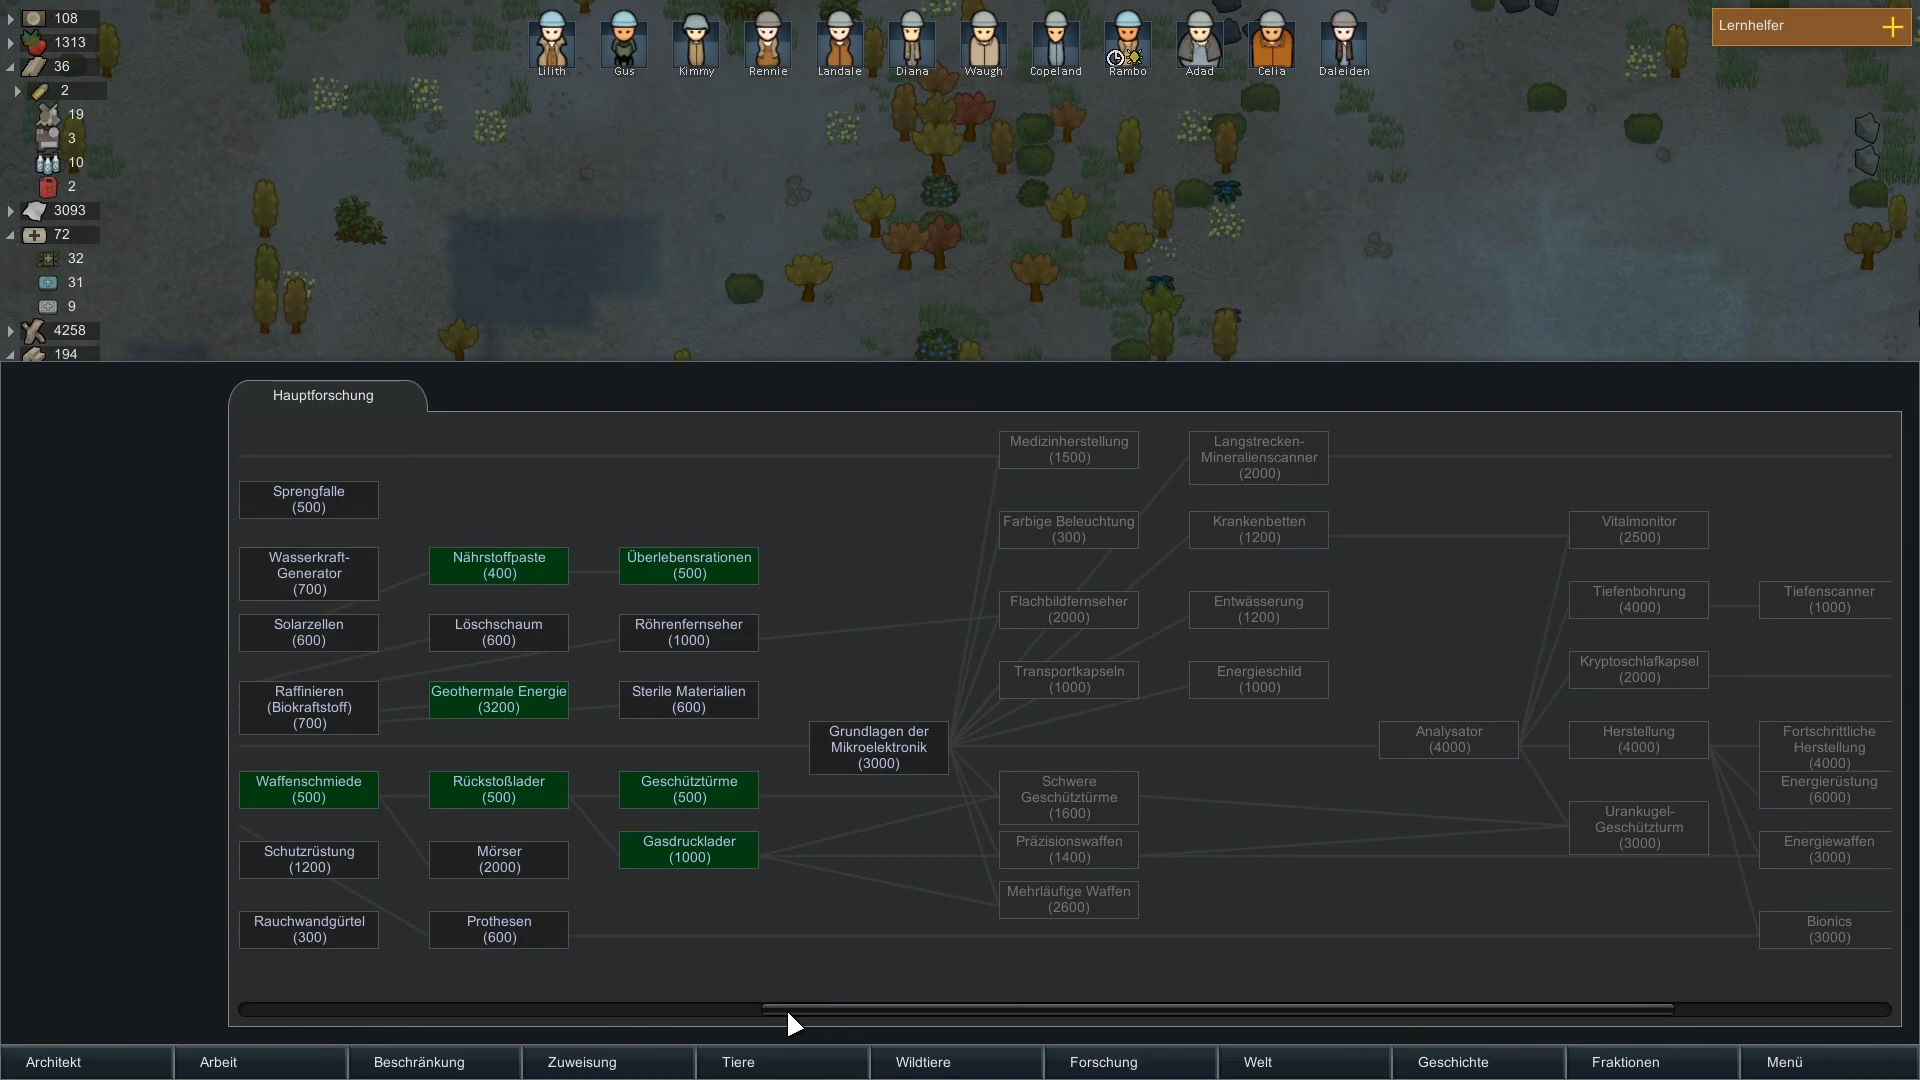 108
1313
36
2
19
3
10
2
3093
72
32
31
9
4258
194
Lilith
Gus
Kimmy
Rennie
Landale
Diana
Waugh
Copeland
Rambo
Adad
Celia
Daleiden
Lernhelfer
Hauptforschung
Sprengfalle
(500)
Wasserkraft-
Generator
(700)
Solarzellen
(600)
Raffinieren
(Biokraftstoff)
(700)
Waffenschmiede
(500)
Schutzrüstung
(1200)
Rauchwandgürtel
(300)
Nährstoffpaste
(400)
Löschschaum
(600)
Geothermale Energie
(3200)
Rückstoßlader
(500)
Mörser
(2000)
Prothesen
(600)
Überlebensrationen
(500)
Röhrenfernseher
(1000)
Sterile Materialien
(600)
Geschütztürme
(500)
Gasdrucklader
(1000)
Grundlagen der
Mikroelektronik
(3000)
Medizinherstellung
(1500)
Farbige Beleuchtung
(300)
Flachbildfernseher
(2000)
Transportkapseln
(1000)
Schwere
Geschütztürme
(1600)
Präzisionswaffen
(1400)
Mehrläufige Waffen
(2600)
Langstrecken-
Mineralienscanner
(2000)
Krankenbetten
(1200)
Entwässerung
(1200)
Energieschild
(1000)
Analysator
(4000)
Vitalmonitor
(2500)
Tiefenbohrung
(4000)
Kryptoschlafkapsel
(2000)
Herstellung
(4000)
Urankugel-
Geschützturm
(3000)
Tiefenscanner
(1000)
Fortschrittliche
Herstellung
(4000)
Energierüstung
(6000)
Energiewaffen
(3000)
Bionics
(3000)
Architekt
Arbeit
Beschränkung
Zuweisung
Tiere
Wildtiere
Forschung
Welt
Geschichte
Fraktionen
Menü